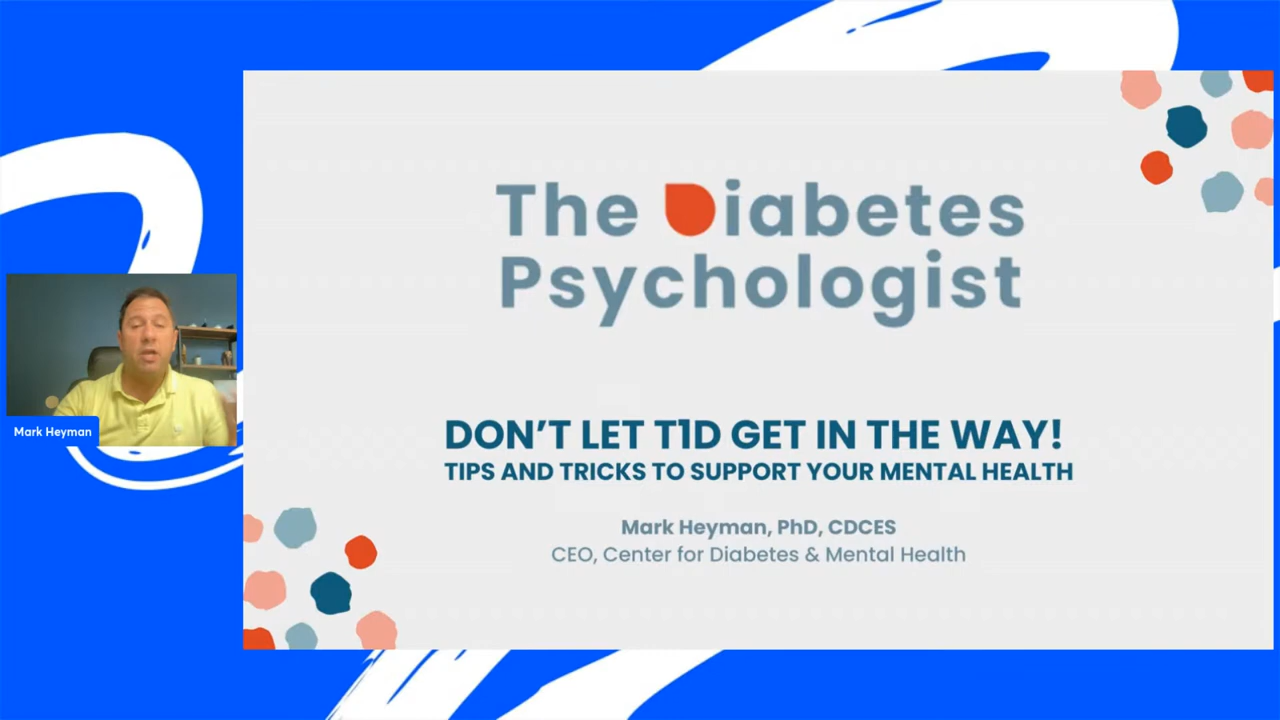 The Diabetes
Psychologist
DON'T LET T1D GET IN THE WAY!
TIPS AND TRICKS TO SUPPORT YOUR MENTAL HEALTH
Mark Heyman, PhD, CDCES
CEO, Center for Diabetes & Mental Health
Mark Heyman